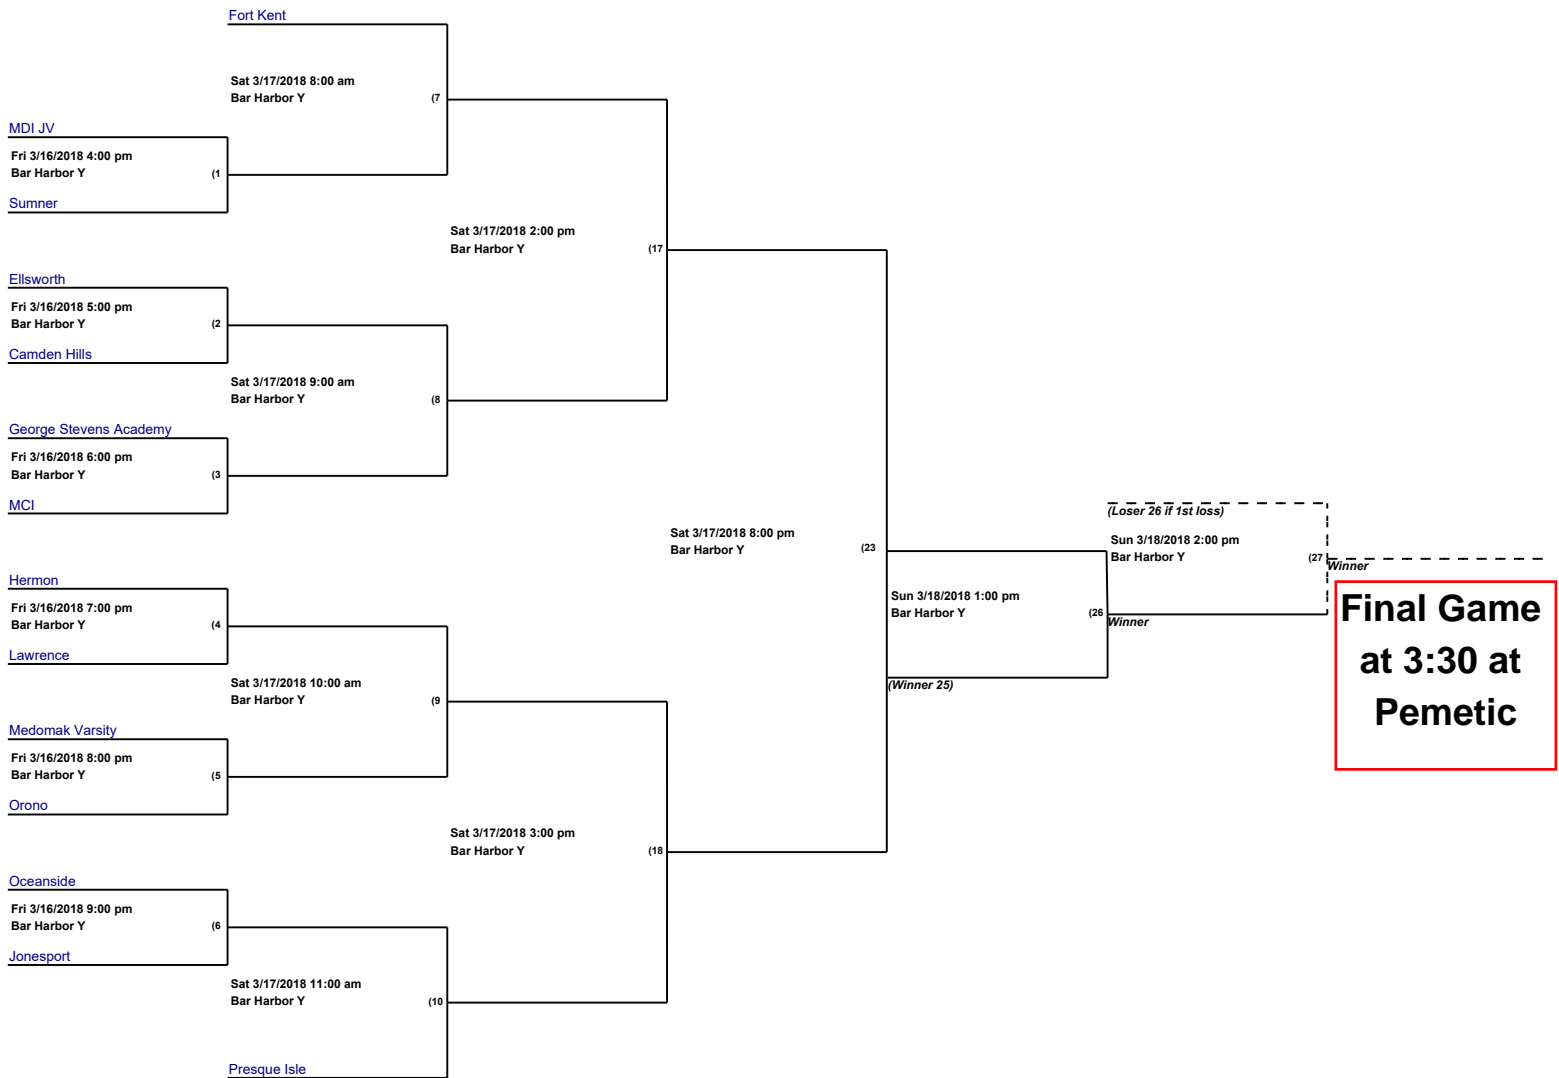 Fort Kent
Sat 3/17/2018 8:00 am
Bar Harbor Y (7
MDI JV
Fri 3/16/2018 4:00 pm
Bar Harbor Y (1
Sumner
Sat 3/17/2018 2:00 pm
Bar Harbor Y (17
Ellsworth
Fri 3/16/2018 5:00 pm
Bar Harbor Y (2
Camden Hills
Sat 3/17/2018 9:00 am
Bar Harbor Y (8
George Stevens Academy
Fri 3/16/2018 6:00 pm
Bar Harbor Y (3
MCI
Sat 3/17/2018 8:00 pm
Bar Harbor Y (23
(Loser 26 if 1st loss)
Sun 3/18/2018 2:00 pm
Bar Harbor Y (27
Winner
Hermon
Fri 3/16/2018 7:00 pm
Bar Harbor Y (4
Lawrence
Sun 3/18/2018 1:00 pm
Bar Harbor Y (26
Winner
Final Game
at 3:30 at
Pemetic
Sat 3/17/2018 10:00 am
Bar Harbor Y (9
(Winner 25)
Medomak Varsity
Fri 3/16/2018 8:00 pm
Bar Harbor Y (5
Orono
Sat 3/17/2018 3:00 pm
Bar Harbor Y (18
Oceanside
Fri 3/16/2018 9:00 pm
Bar Harbor Y (6
Jonesport
Sat 3/17/2018 11:00 am
Bar Harbor Y (10
Presque Isle